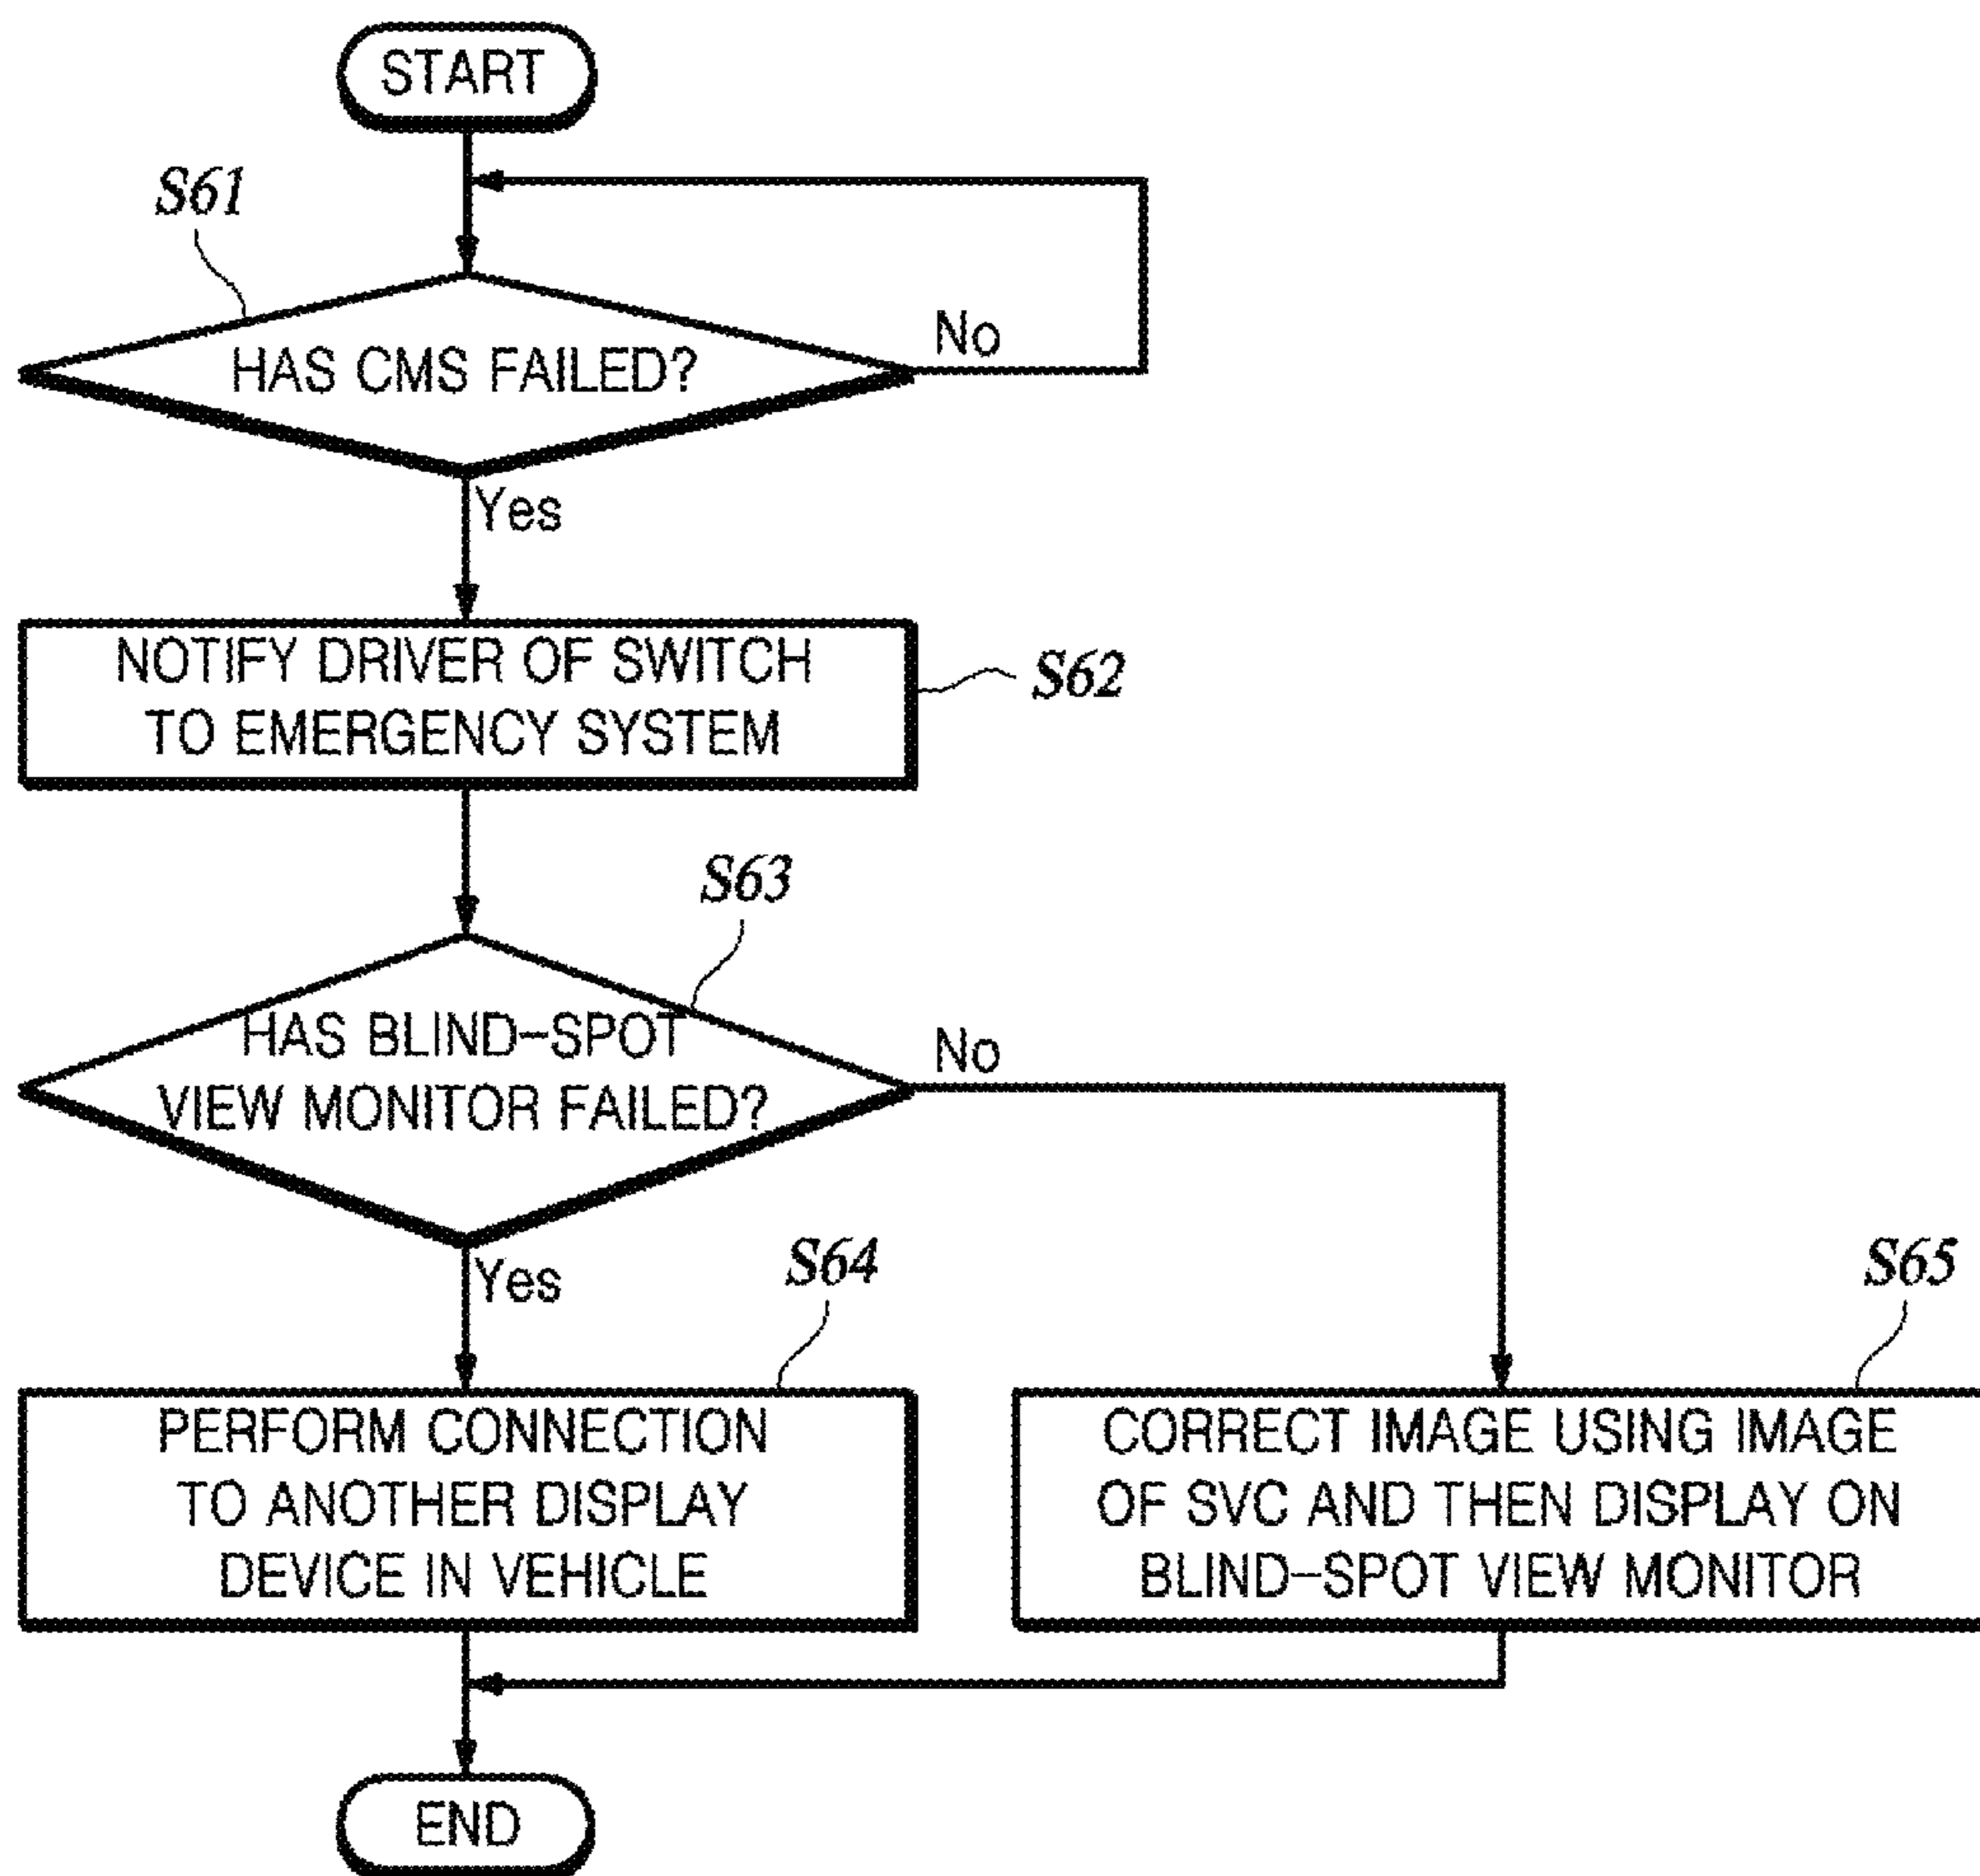 START
S61
HAS CMS FAILED?
No
Yes
NOTIFY DRIVER OF SWITCH
TO EMERGENCY SYSTEM
S62
S63
HAS BLIND-SPOT
VIEW MONITOR FAILED?
No
Yes
S64
PERFORM CONNECTION
TO ANOTHER DISPLAY
DEVICE IN VEHICLE
S65
CORRECT IMAGE USING IMAGE
OF SVC AND THEN DISPLAY ON
BLIND-SPOT VIEW MONITOR
END